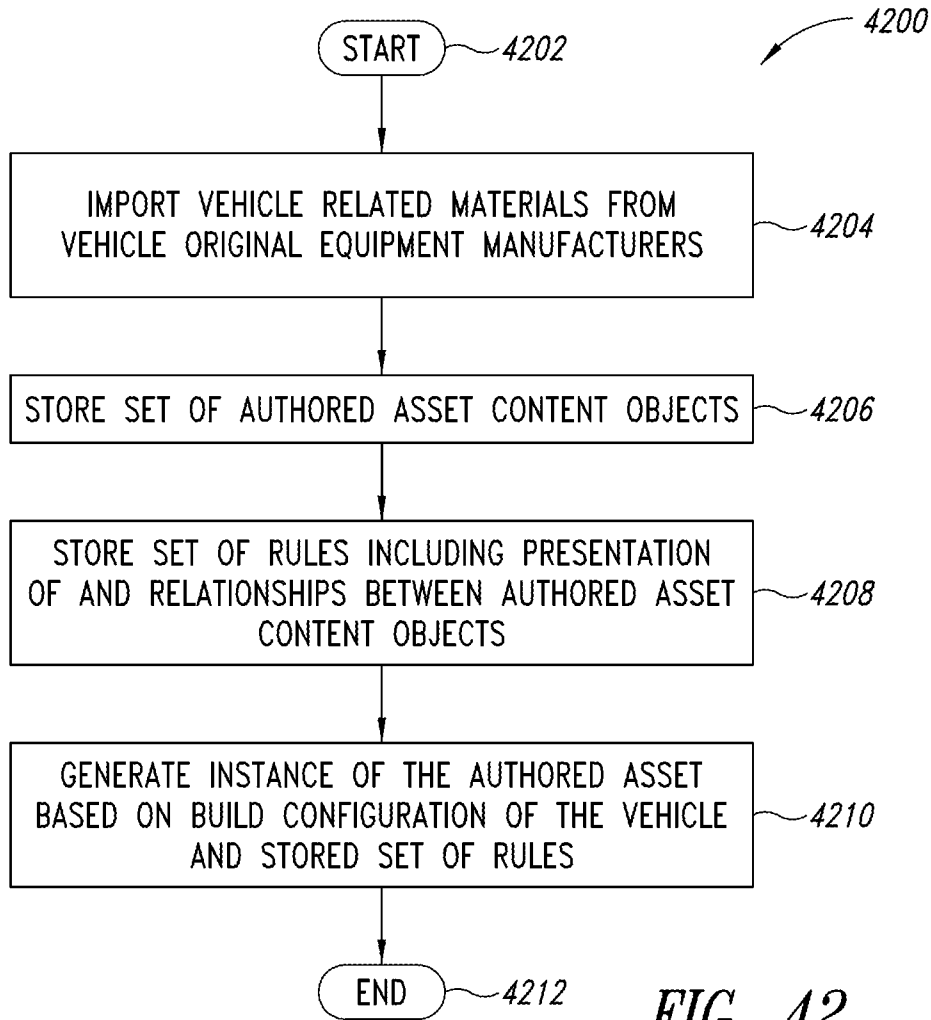 4200
START
4202
IMPORT VEHICLE RELATED MATERIALS FROM
VEHICLE ORIGINAL EQUIPMENT MANUFACTURERS
4204
STORE SET OF AUTHORED ASSET CONTENT OBJECTS
4206
STORE SET OF RULES INCLUDING PRESENTATION
OF AND RELATIONSHIPS BETWEEN AUTHORED ASSET
CONTENT OBJECTS
4208
GENERATE INSTANCE OF THE AUTHORED ASSET
BASED ON BUILD CONFIGURATION OF THE VEHICLE
AND STORED SET OF RULES
4210
END
4212
FIG. 42